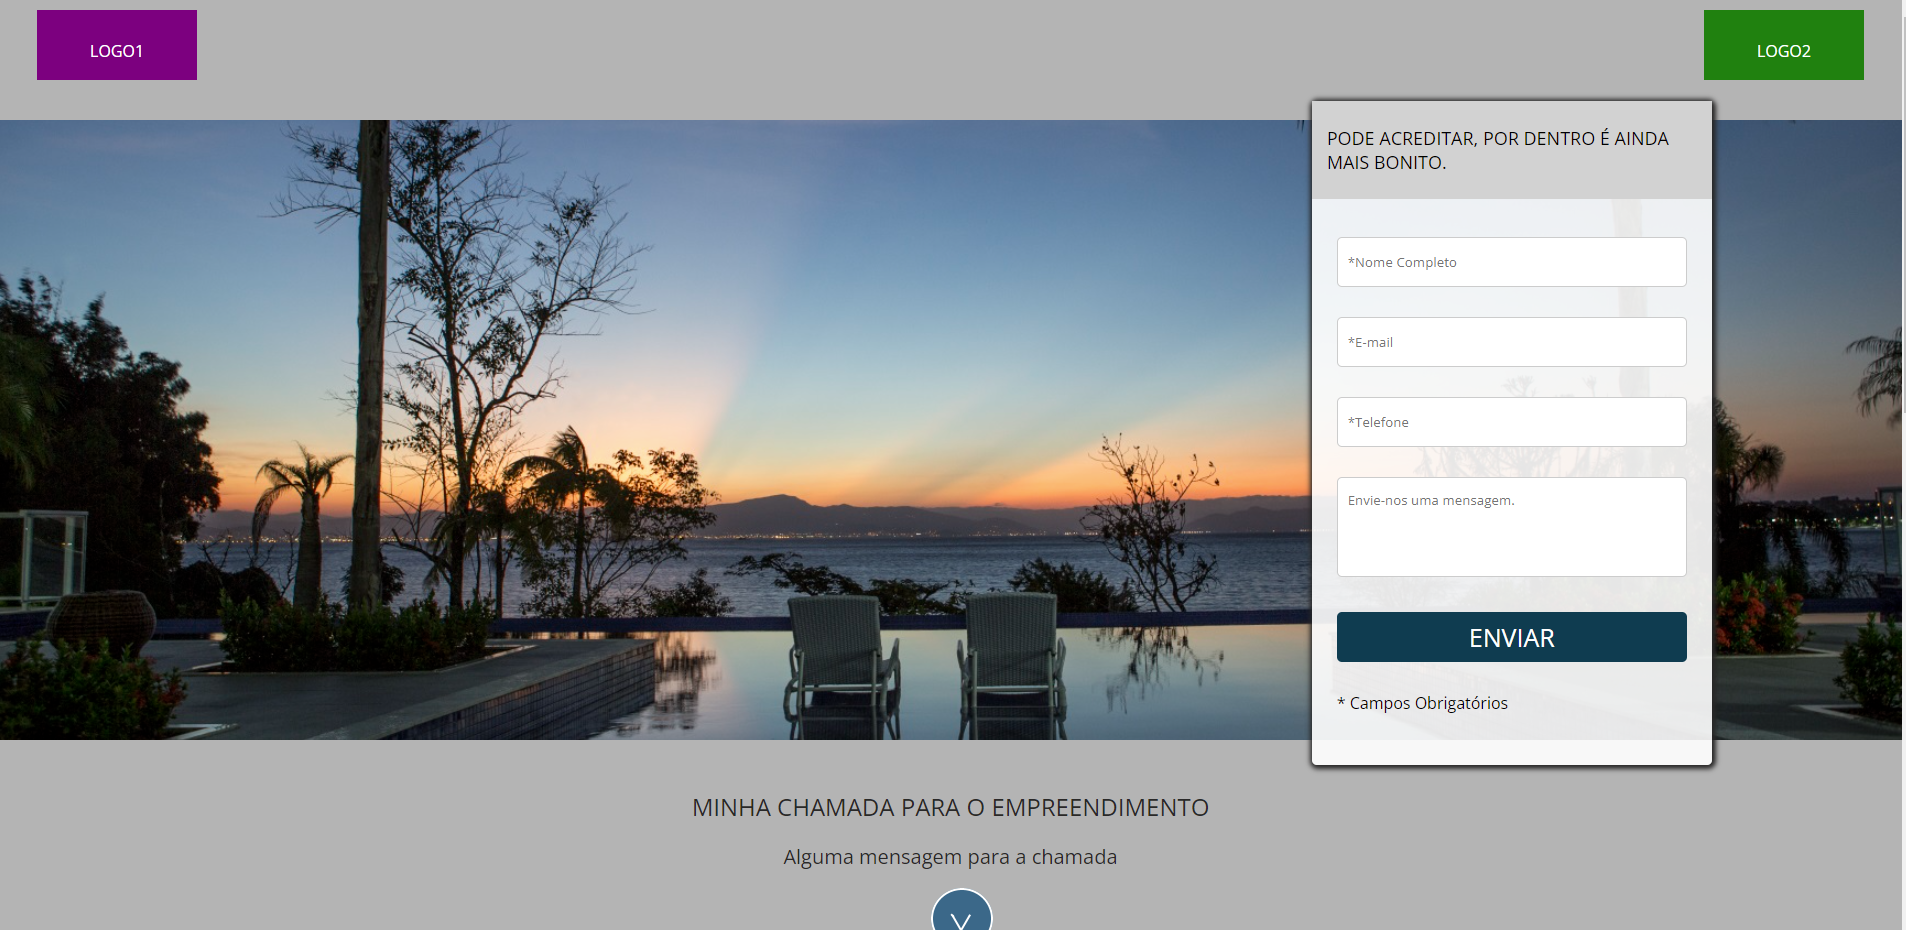 LOGO1
LOGO2
PODE ACREDITAR, POR DENTRO É AINDA
MAIS BONITO.
*Nome Completo
*E-mail
*Telefone
Envie-nos uma mensagem.
ENVIAR
* Campos Obrigatórios
MINHA CHAMADA PARA O EMPREENDIMENTO
Alguma mensagem para a chamada